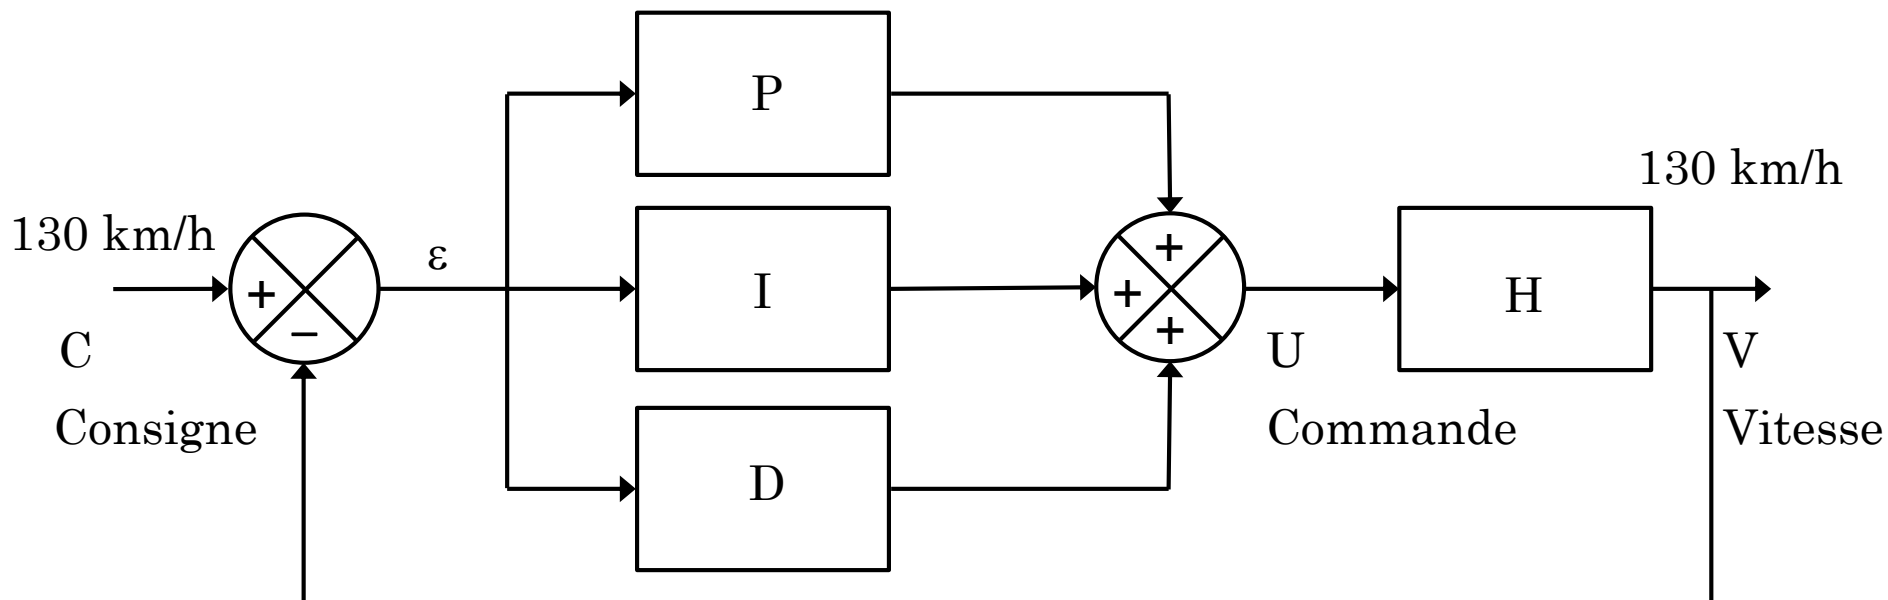 P
130 km/h
130 km/h
ε
+
+
I
+
H
−
+
C
U
V
Consigne
Commande
Vitesse
D